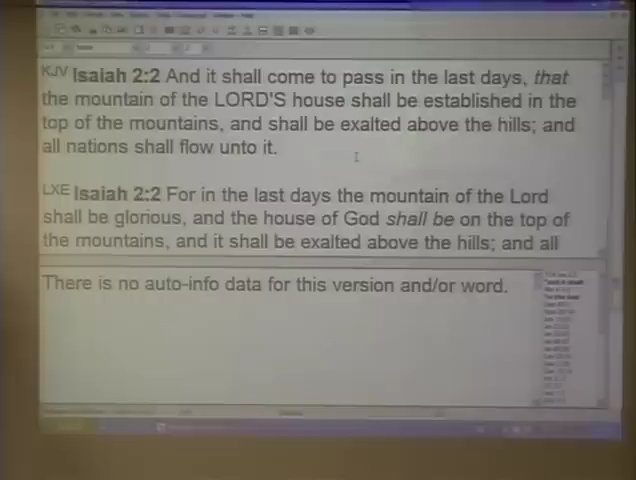 KJV Isaiah 2:2 And it shall come to pass in the last days, that
the mountain of the LORD'S house shall be established in the
top of the mountains, and shall be exalted above the hills; and
all nations shall flow unto it.
LXE Isaiah 2:2 For in the last days the mountain of the Lord
shall be glorious, and the house of God shall be on the top of
the mountains, and it shall be exalted above the hills; and all
There is no auto-info data for this version and/or word.